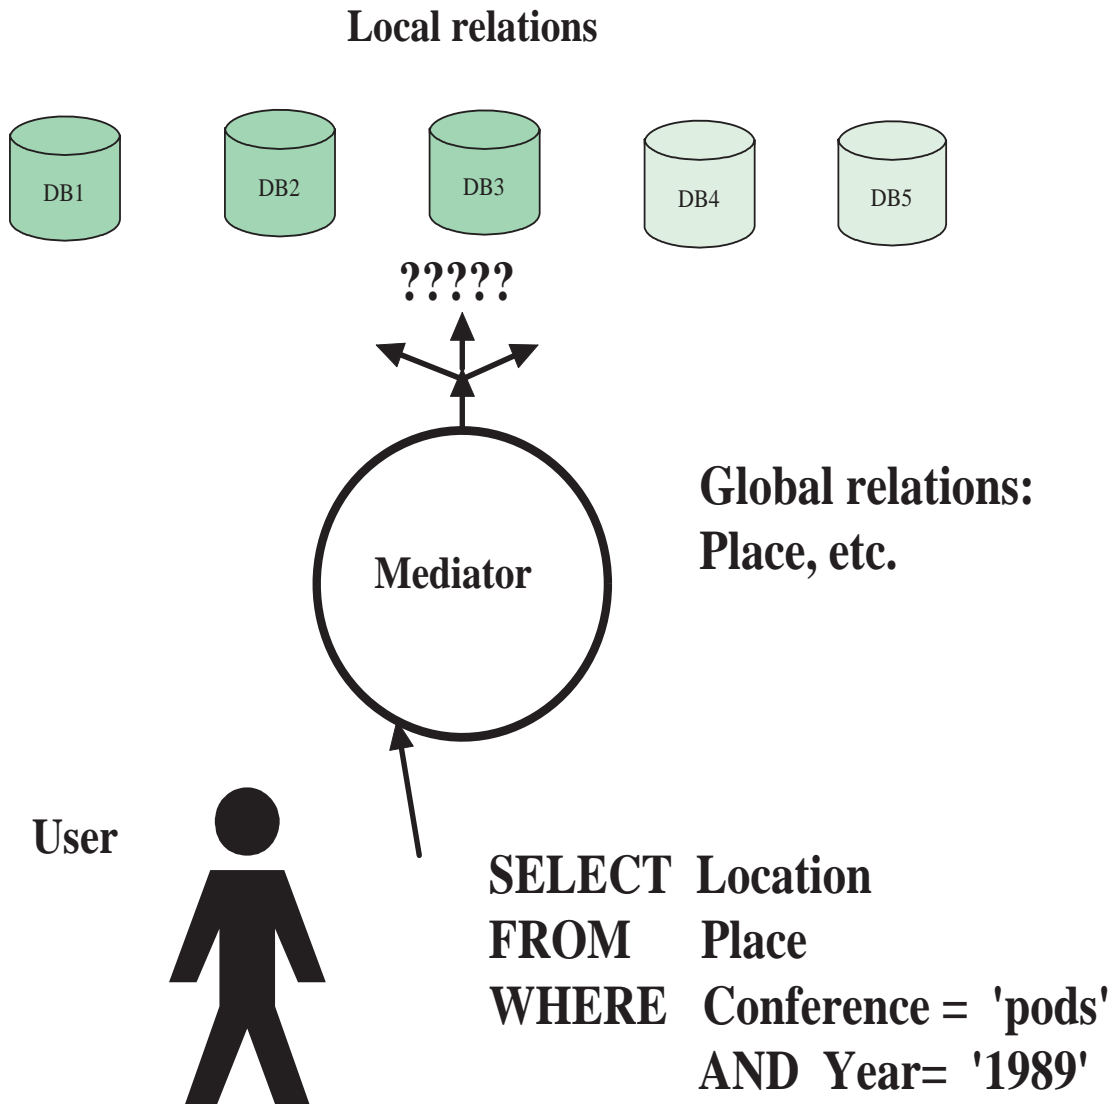 Local relations
DB1
DB2
DB3
DB4
DB5
?????
Mediator
Global relations:
Place, etc.
User
SELECT Location
FROM Place
WHERE Conference = 'pods'
AND Year= '1989'